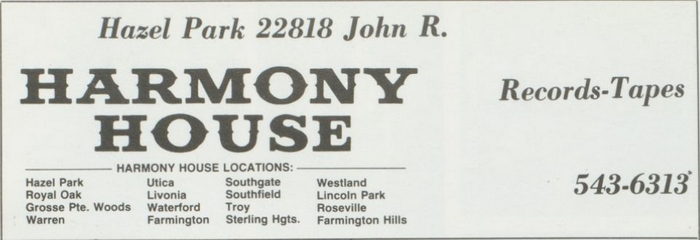 Hazel Park 22818 John R.
HARMONY
HOUSE
Records-Tapes
HARMONY HOUSE LOCATIONS:
Hazel Park Utica Southgate Westland
Royal Oak Livonia Southfield Lincoln Park
Grosse Pte. Woods Waterford Troy Roseville
Warren Farmington Sterling Hgts. Farmington Hills
543-6313